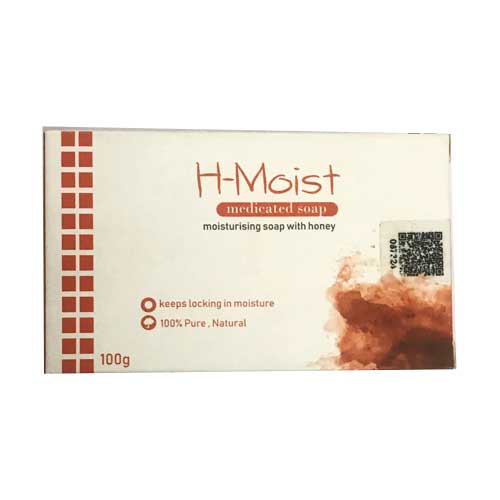 H-Moist
medicated soap
moisturising soap with honey
keeps locking in moisture
100% Pure , Natural
100g